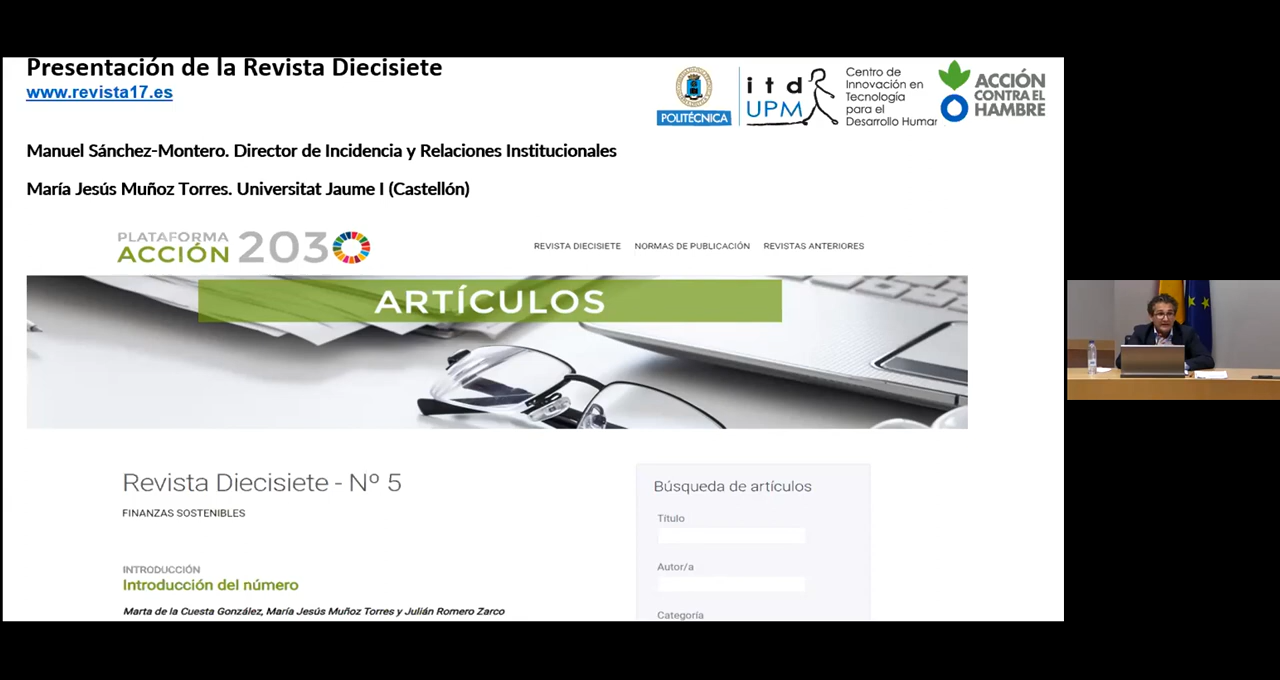 Presentación de la Revista Diecisiete
www.revista17.es
POLITÉCNICA
itd
UPM
Centro de
Innovación en
Tecnología
para el
Desarrollo Humar
ACCIÓN
CONTRA EL
HAMBRE
Manuel Sánchez-Montero. Director de Incidencia y Relaciones Institucionales
María Jesús Muñoz Torres. Universitat Jaume I (Castellón)
PLATAFORMA
ACCIÓN 2030
REVISTA DIECISIETE NORMAS DE PUBLICACIÓN REVISTAS ANTERIORES
ARTÍCULOS
Revista Diecisiete - Nº 5
FINANZAS SOSTENIBLES
INTRODUCCIÓN
Introducción del número
Marta de la Cuesta González, María Jesús Muñoz Torres y Julián Romero Zarco
Búsqueda de artículos
Título
Autor/a
Categoría